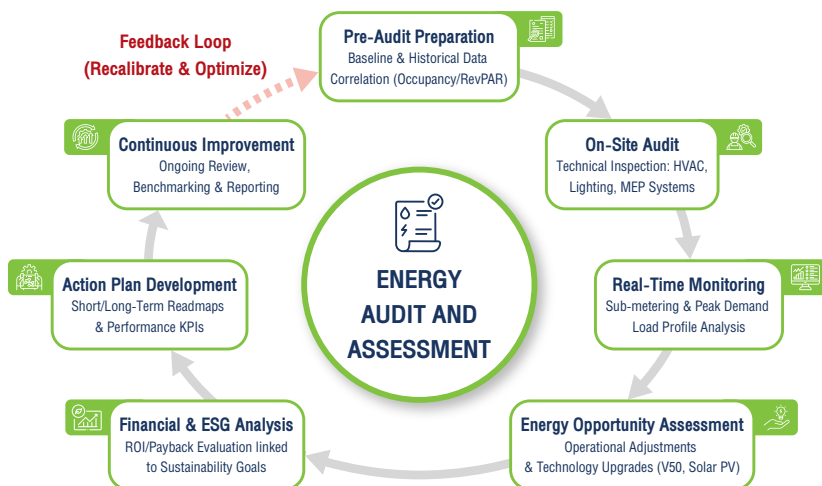 Feedback Loop
(Recalibrate & Optimize)
Pre-Audit Preparation
Baseline & Historical Data
Correlation (Occupancy/RevPAR)
On-Site Audit
Technical Inspection: HVAC,
Lighting, MEP Systems
Real-Time Monitoring
Sub-metering & Peak Demand
Load Profile Analysis
Energy Opportunity Assessment
Operational Adjustments
& Technology Upgrades (V50, Solar PV)
Financial & ESG Analysis
ROI/Payback Evaluation linked
to Sustainability Goals
Action Plan Development
Short/Long-Term Roadmaps
& Performance KPIs
Continuous Improvement
Ongoing Review,
Benchmarking & Reporting
ENERGY
AUDIT AND
ASSESSMENT